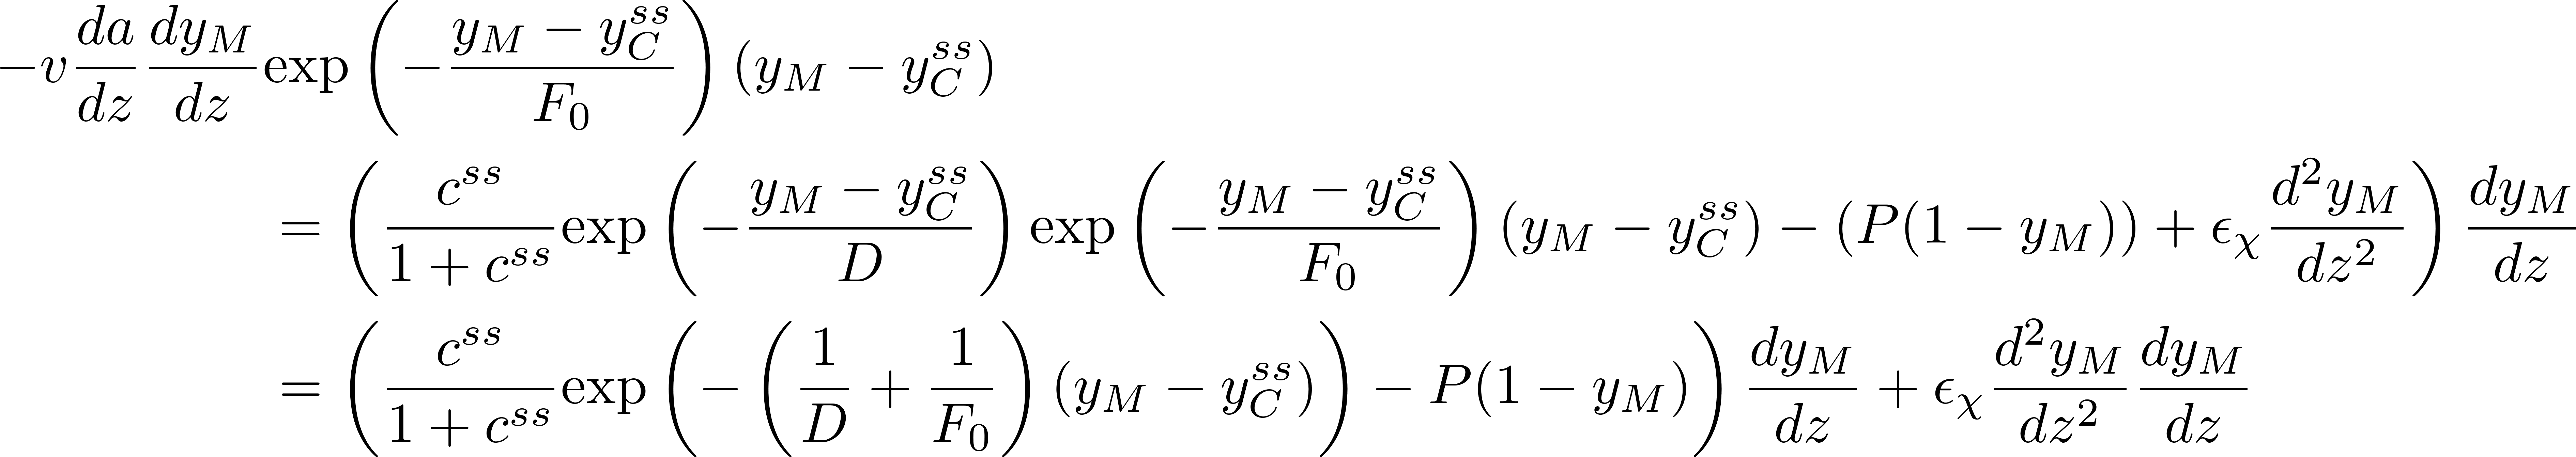 -v\frac{da}{dz}\frac{dy_M}{dz}\exp\left(-\frac{y_M - y_C^{ss}}{F_0}\right)(y_M - y_C^{ss})
= \left(\frac{c^{ss}}{1+c^{ss}}\exp\left(-\frac{y_M - y_C^{ss}}{D}\right)\exp\left(-\frac{y_M - y_C^{ss}}{F_0}\right)(y_M - y_C^{ss}) - (P(1-y_M)) + \epsilon_\chi\frac{d^2y_M}{dz^2}\right)\frac{dy_M}{dz}
= \left(\frac{c^{ss}}{1+c^{ss}}\exp\left(-\left(\frac{1}{D}+\frac{1}{F_0}\right)(y_M - y_C^{ss})\right) - P(1-y_M)\right)\frac{dy_M}{dz} + \epsilon_\chi\frac{d^2y_M}{dz^2}\frac{dy_M}{dz}